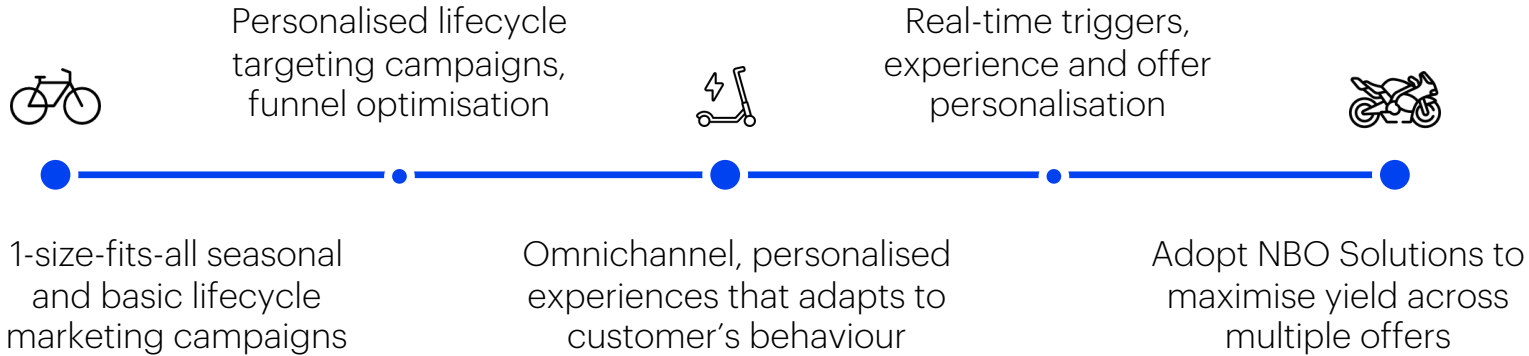 Personalised lifecycle
targeting campaigns,
funnel optimisation
Real-time triggers,
experience and offer
personalisation
1-size-fits-all seasonal
and basic lifecycle
marketing campaigns
Omnichannel, personalised
experiences that adapts to
customer’s behaviour
Adopt NBO Solutions to
maximise yield across
multiple offers